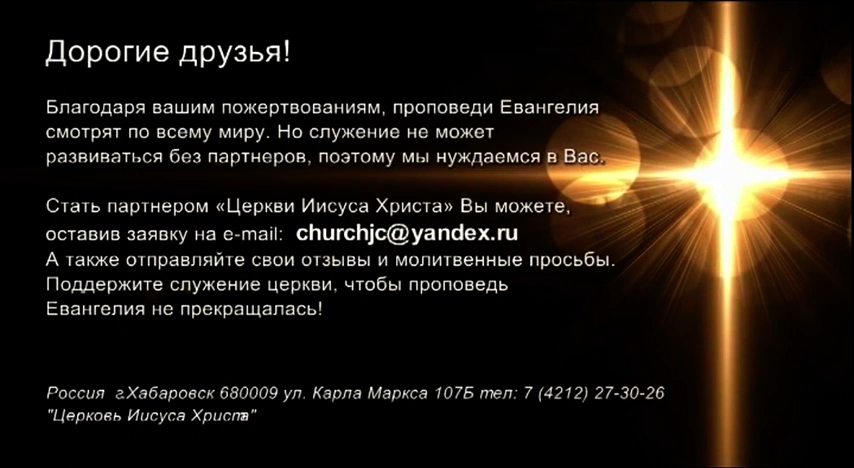 Дорогие друзья!
Благодаря вашим пожертвованиям, проповеди Евангелия
смотрят по всему миру. Но служение не может
развиваться без партнеров, поэтому мы нуждаемся в Вас.
Стать партнером «Церкви Иисуса Христа» Вы можете,
оставив заявку на e-mail: churchjc@yandex.ru
А также отправляйте свои отзывы и молитвенные просьбы.
Поддержите служение церкви, чтобы проповедь
Евангелия не прекращалась!
Россия г.Хабаровск 680009 ул. Карла Маркса 107Б тел: 7 (4212) 27-30-26
"Церковь Иисуса Христа"